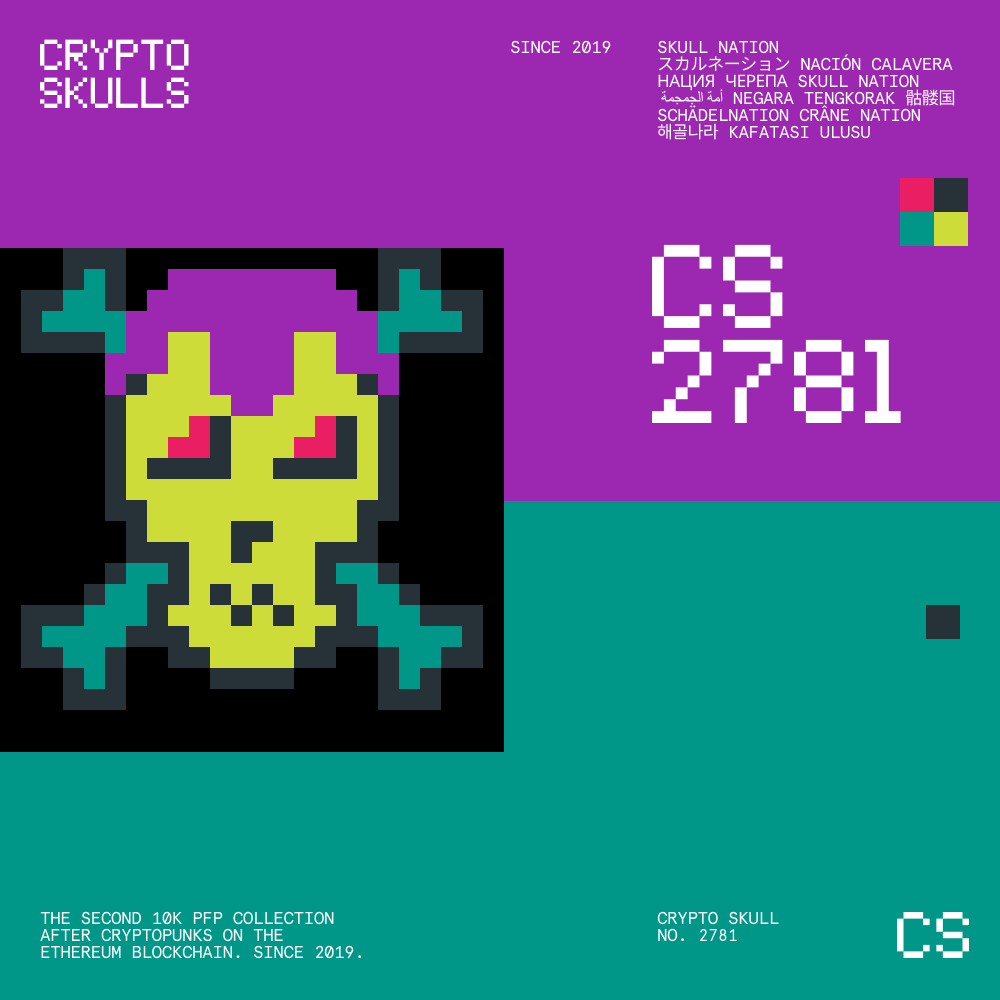 CRYPTO
SKULLS
SINCE 2019
SKULL NATION
スカルネーション NACIÓN CALAVERA
НАЦИЯ ЧЕРЕПА SKULL NATION
أمة الجمجمة NEGARA TENGKORAK 骷髅国
SCHÄDELNATION CRÂNE NATION
해골나라 KAFATASI ULUSU
CS
2781
THE SECOND 10K PFP COLLECTION
AFTER CRYPTOPUNKS ON THE
ETHEREUM BLOCKCHAIN. SINCE 2019.
CRYPTO SKULL
NO. 2781
CS